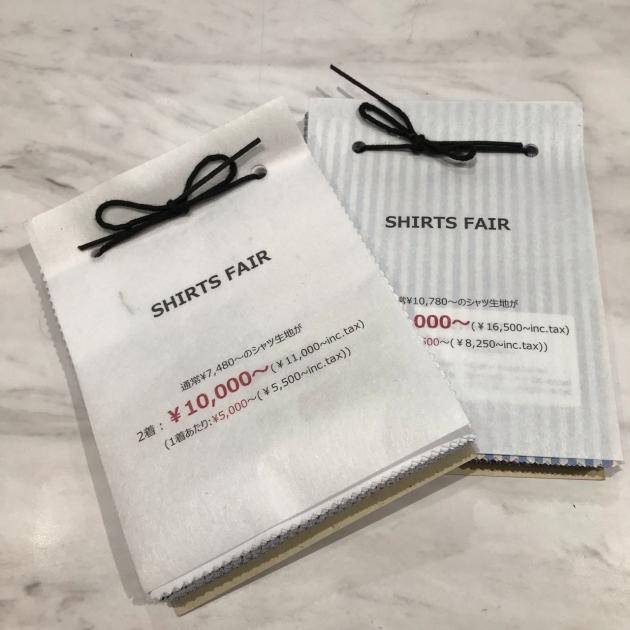 SHIRTS FAIR
通常¥7,480～のシャツ生地が
2着：¥10,000～(¥11,000~inc.tax)
(1着あたり:¥5,000～(¥5,500~inc.tax))
SHIRTS FAIR
常¥10,780～のシャツ生地が
000～(¥16,500~inc.tax)
500～(¥8,250~inc.tax))